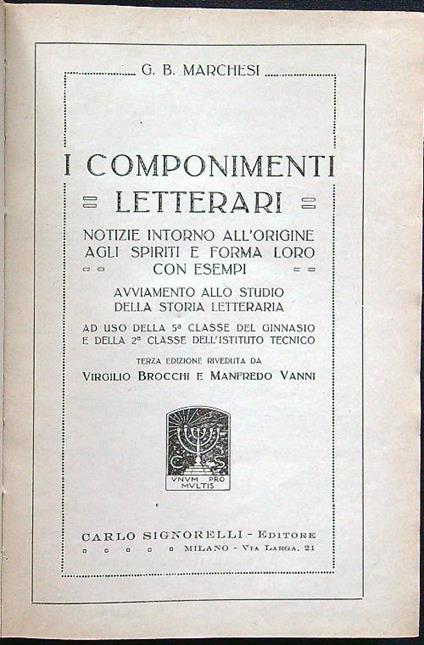 G. B. MARCHESI
I COMPONIMENTI
LETTERARI
NOTIZIE INTORNO ALL'ORIGINE
AGLI SPIRITI E FORMA LORO
CON ESEMPI
AVVIAMENTO ALLO STUDIO
DELLA STORIA LETTERARIA
AD USO DELLA 5ª CLASSE DEL GINNASIO
E DELLA 2ª CLASSE DELL'ISTITUTO TECNICO
TERZA EDIZIONE RIVEDUTA DA
VIRGILIO BROCCHI E MANFREDO VANNI
C S
VNVM PRO
MVLTIS
CARLO SIGNORELLI - EDITORE
MILANO - VIA LARGA, 21